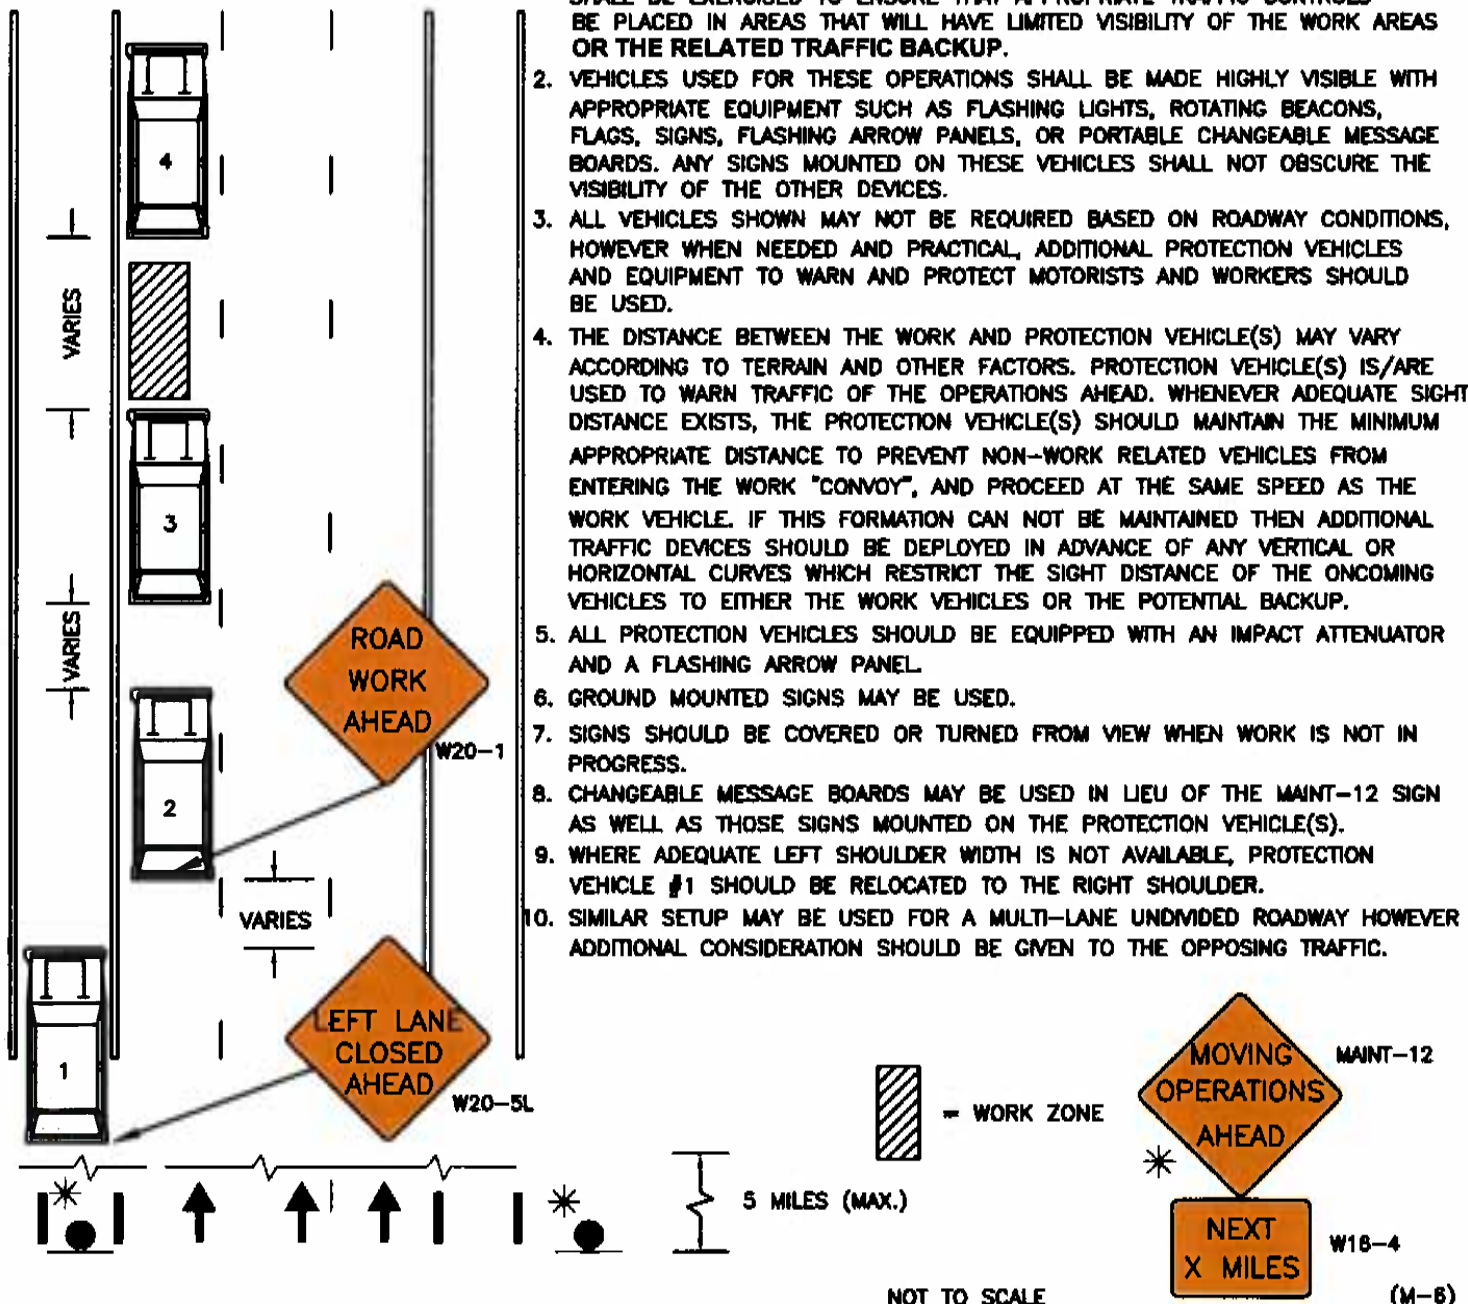 SHALL BE EXERCISED TO ENSURE THAT APPROPRIATE TRAFFIC CONTROLS
BE PLACED IN AREAS THAT WILL HAVE LIMITED VISIBILITY OF THE WORK AREAS
OR THE RELATED TRAFFIC BACKUP.
2. VEHICLES USED FOR THESE OPERATIONS SHALL BE MADE HIGHLY VISIBLE WITH
APPROPRIATE EQUIPMENT SUCH AS FLASHING LIGHTS, ROTATING BEACONS,
FLAGS, SIGNS, FLASHING ARROW PANELS, OR PORTABLE CHANGEABLE MESSAGE
BOARDS. ANY SIGNS MOUNTED ON THESE VEHICLES SHALL NOT OBSCURE THE
VISIBILITY OF THE OTHER DEVICES.
3. ALL VEHICLES SHOWN MAY NOT BE REQUIRED BASED ON ROADWAY CONDITIONS,
HOWEVER WHEN NEEDED AND PRACTICAL, ADDITIONAL PROTECTION VEHICLES
AND EQUIPMENT TO WARN AND PROTECT MOTORISTS AND WORKERS SHOULD
BE USED.
4. THE DISTANCE BETWEEN THE WORK AND PROTECTION VEHICLE(S) MAY VARY
ACCORDING TO TERRAIN AND OTHER FACTORS. PROTECTION VEHICLE(S) IS/ARE
USED TO WARN TRAFFIC OF THE OPERATIONS AHEAD. WHENEVER ADEQUATE SIGHT
DISTANCE EXISTS, THE PROTECTION VEHICLE(S) SHOULD MAINTAIN THE MINIMUM
APPROPRIATE DISTANCE TO PREVENT NON-WORK RELATED VEHICLES FROM
ENTERING THE WORK "CONVOY", AND PROCEED AT THE SAME SPEED AS THE
WORK VEHICLE. IF THIS FORMATION CAN NOT BE MAINTAINED THEN ADDITIONAL
TRAFFIC DEVICES SHOULD BE DEPLOYED IN ADVANCE OF ANY VERTICAL OR
HORIZONTAL CURVES WHICH RESTRICT THE SIGHT DISTANCE OF THE ONCOMING
VEHICLES TO EITHER THE WORK VEHICLES OR THE POTENTIAL BACKUP.
5. ALL PROTECTION VEHICLES SHOULD BE EQUIPPED WITH AN IMPACT ATTENUATOR
AND A FLASHING ARROW PANEL.
6. GROUND MOUNTED SIGNS MAY BE USED.
7. SIGNS SHOULD BE COVERED OR TURNED FROM VIEW WHEN WORK IS NOT IN
PROGRESS.
8. CHANGEABLE MESSAGE BOARDS MAY BE USED IN LIEU OF THE MAINT-12 SIGN
AS WELL AS THOSE SIGNS MOUNTED ON THE PROTECTION VEHICLE(S).
9. WHERE ADEQUATE LEFT SHOULDER WIDTH IS NOT AVAILABLE, PROTECTION
VEHICLE #1 SHOULD BE RELOCATED TO THE RIGHT SHOULDER.
10. SIMILAR SETUP MAY BE USED FOR A MULTI-LANE UNDIVIDED ROADWAY HOWEVER
ADDITIONAL CONSIDERATION SHOULD BE GIVEN TO THE OPPOSING TRAFFIC.
4
VARIES
3
VARIES
ROAD
WORK
AHEAD
W20-1
2
VARIES
1
LEFT LANE
CLOSED
AHEAD
W20-5L
= WORK ZONE
5 MILES (MAX.)
MOVING
OPERATIONS
AHEAD
MAINT-12
NEXT
X MILES
W16-4
NOT TO SCALE
(M-6)